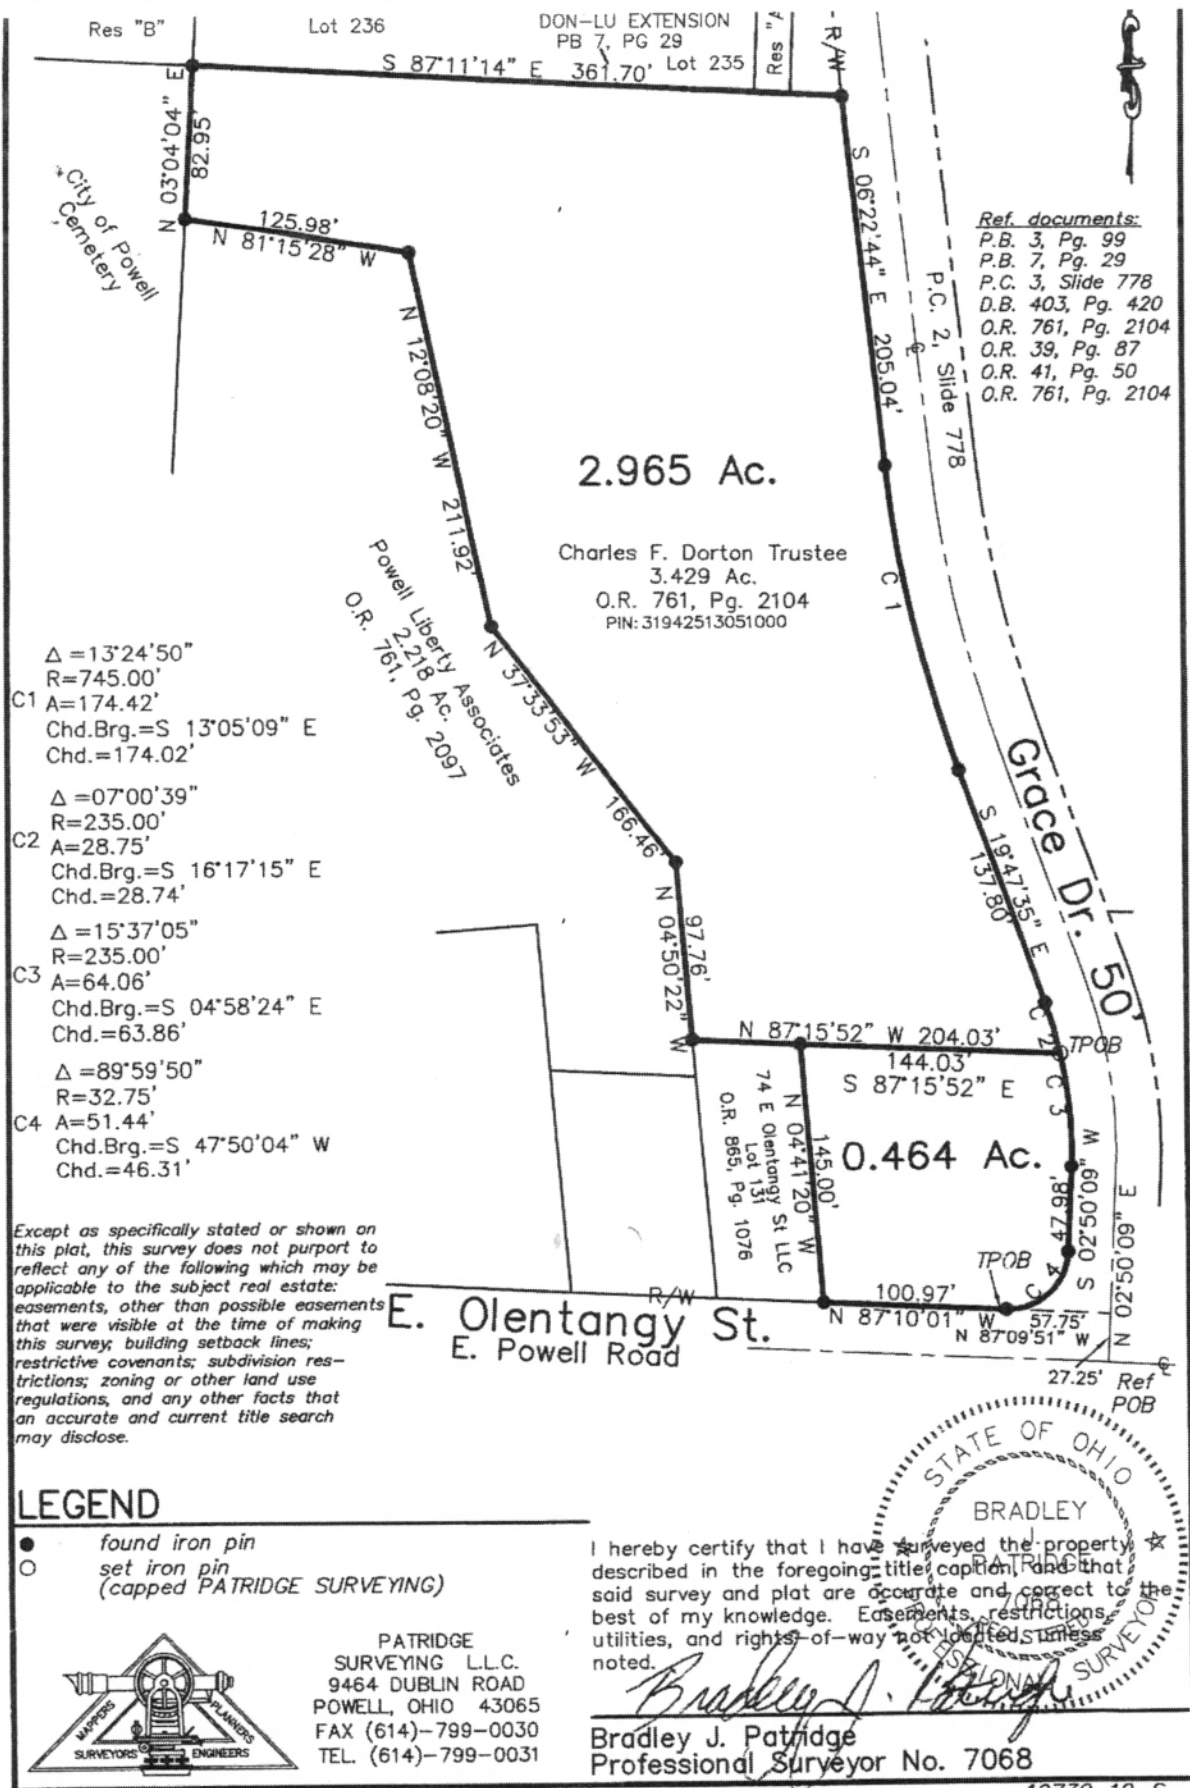 Res "B"
Lot 236
DON-LU EXTENSION
PB 7, PG 29
Lot 235
Res "A
R/W
S 87°11'14" E 361.70'
N 03°04'04" E
82.95'
City of Powell
Cemetery
125.98'
N 81°15'28" W
N 12°08'20" W 211.92'
S 06°22'44" E 205.04'
P.C. 2, Slide 778
Ref. documents:
P.B. 3, Pg. 99
P.B. 7, Pg. 29
P.C. 3, Slide 778
D.B. 403, Pg. 420
O.R. 761, Pg. 2104
O.R. 39, Pg. 87
O.R. 41, Pg. 50
O.R. 761, Pg. 2104
2.965 Ac.
Charles F. Dorton Trustee
3.429 Ac.
O.R. 761, Pg. 2104
PIN: 31942513051000
C 1
Powell Liberty Associates
2.218 Ac.
O.R. 761, Pg. 2097
N 37°33'53" W 166.46'
Δ =13°24'50"
R=745.00'
C1 A=174.42'
Chd.Brg.=S 13°05'09" E
Chd.=174.02'
Δ =07°00'39"
R=235.00'
C2 A=28.75'
Chd.Brg.=S 16°17'15" E
Chd.=28.74'
Δ =15°37'05"
R=235.00'
C3 A=64.06'
Chd.Brg.=S 04°58'24" E
Chd.=63.86'
Δ =89°59'50"
R=32.75'
C4 A=51.44'
Chd.Brg.=S 47°50'04" W
Chd.=46.31'
Grace Dr. 50'
S 19°47'35" E
137.80'
97.76'
N 04°50'22" W
C 2
TPOB
N 87°15'52" W 204.03'
144.03'
S 87°15'52" E
C 3
74 E Olentangy St LLC
Lot 131
O.R. 865, Pg. 1076
145.00'
N 04°41'20" W
0.464 Ac.
47.98'
S 02°50'09" W
N 02°50'09" E
TPOB
C 4
100.97'
N 87°10'01" W
57.75'
N 87°09'51" W
27.25'
Ref
POB
R/W
E. Olentangy St.
E. Powell Road
Except as specifically stated or shown on
this plat, this survey does not purport to
reflect any of the following which may be
applicable to the subject real estate:
easements, other than possible easements
that were visible at the time of making
this survey; building setback lines;
restrictive covenants; subdivision res-
trictions; zoning or other land use
regulations, and any other facts that
an accurate and current title search
may disclose.
LEGEND
found iron pin
set iron pin
(capped PATRIDGE SURVEYING)
MAPPERS
PLANNERS
SURVEYORS
ENGINEERS
PATRIDGE
SURVEYING L.L.C.
9464 DUBLIN ROAD
POWELL, OHIO 43065
FAX (614)-799-0030
TEL. (614)-799-0031
STATE OF OHIO
BRADLEY
J.
PATRIDGE
7068
REGISTERED
PROFESSIONAL SURVEYOR
I hereby certify that I have surveyed the property
described in the foregoing title caption, and that
said survey and plat are accurate and correct to the
best of my knowledge. Easements, restrictions,
utilities, and rights-of-way not located, unless
noted.
Bradley J. Patridge
Bradley J. Patridge
Professional Surveyor No. 7068